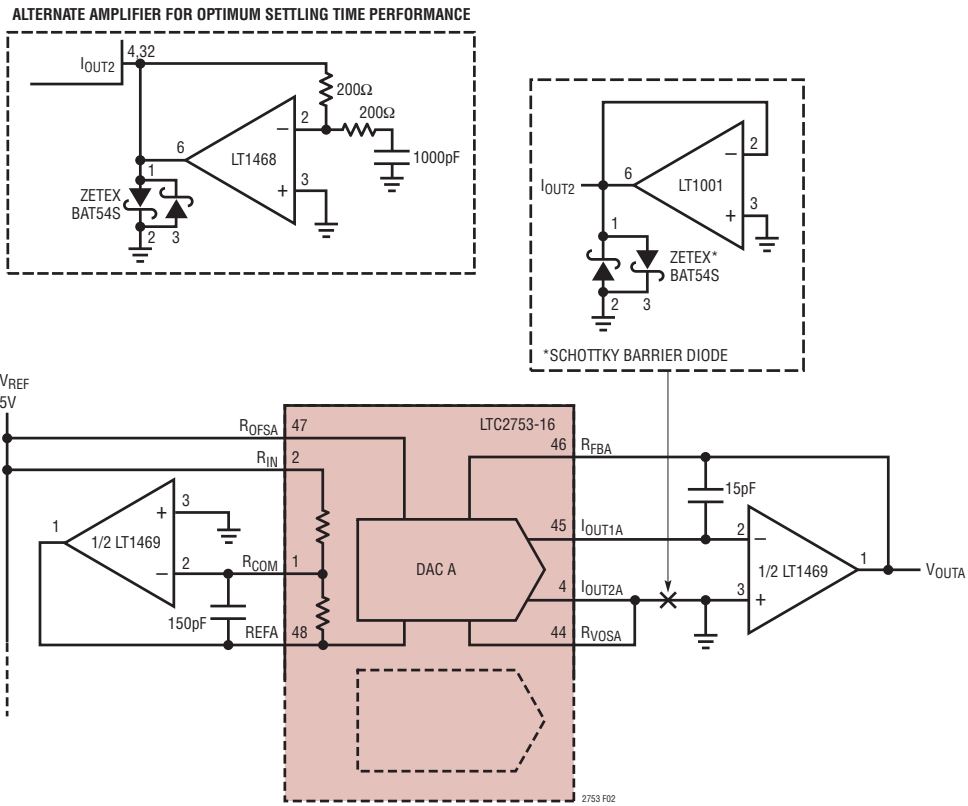 ALTERNATE AMPLIFIER FOR OPTIMUM SETTLING TIME PERFORMANCE
IOUT2
4,32
200Ω
200Ω
2
−
6
LT1468
1000pF
1
3
+
ZETEX
BAT54S
2 3
2
−
IOUT2
6
LT1001
3
+
1
ZETEX*
BAT54S
2 3
*SCHOTTKY BARRIER DIODE
VREF
5V
ROFSA 47
LTC2753-16
46 RFBA
RIN 2
15pF
3
+
1
1/2 LT1469
45 IOUT1A
2
−
2
−
RCOM 1
DAC A
1/2 LT1469
1
VOUTA
4 IOUT2A
3
+
150pF
REFA 48
44 RVOSA
2753 F02